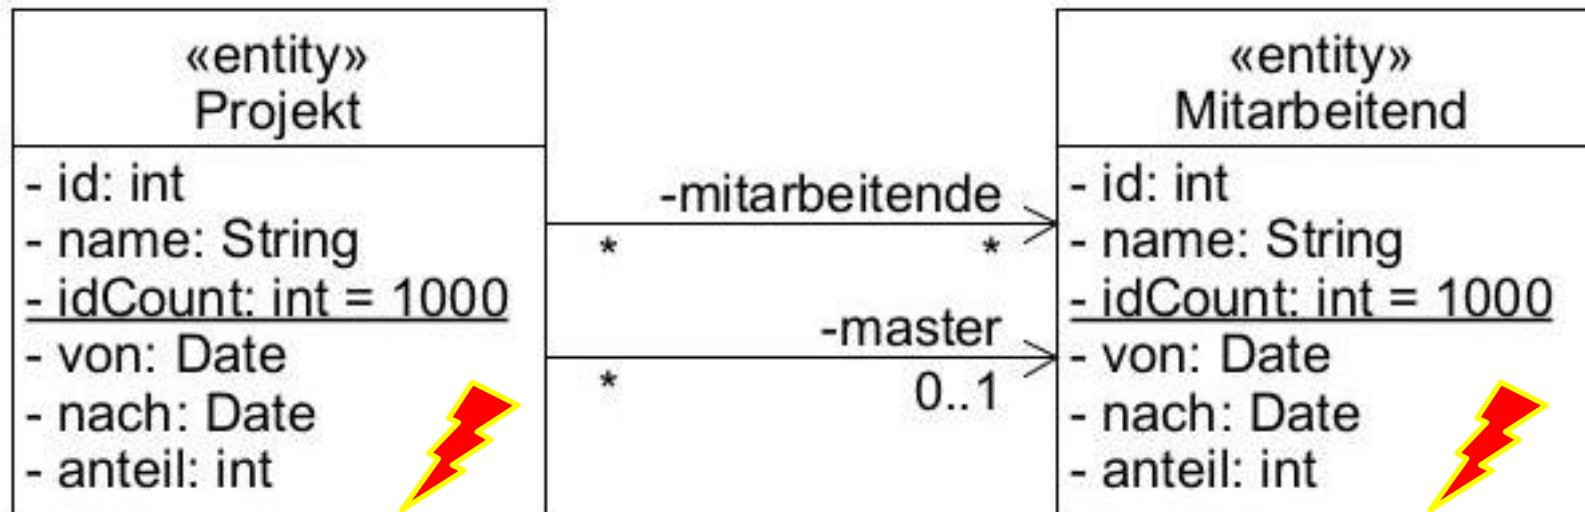 «entity»
Projekt
- id: int
- name: String
- idCount: int = 1000
- von: Date
- nach: Date
- anteil: int
-mitarbeitende
* *
-master
* 0..1
«entity»
Mitarbeitend
- id: int
- name: String
- idCount: int = 1000
- von: Date
- nach: Date
- anteil: int